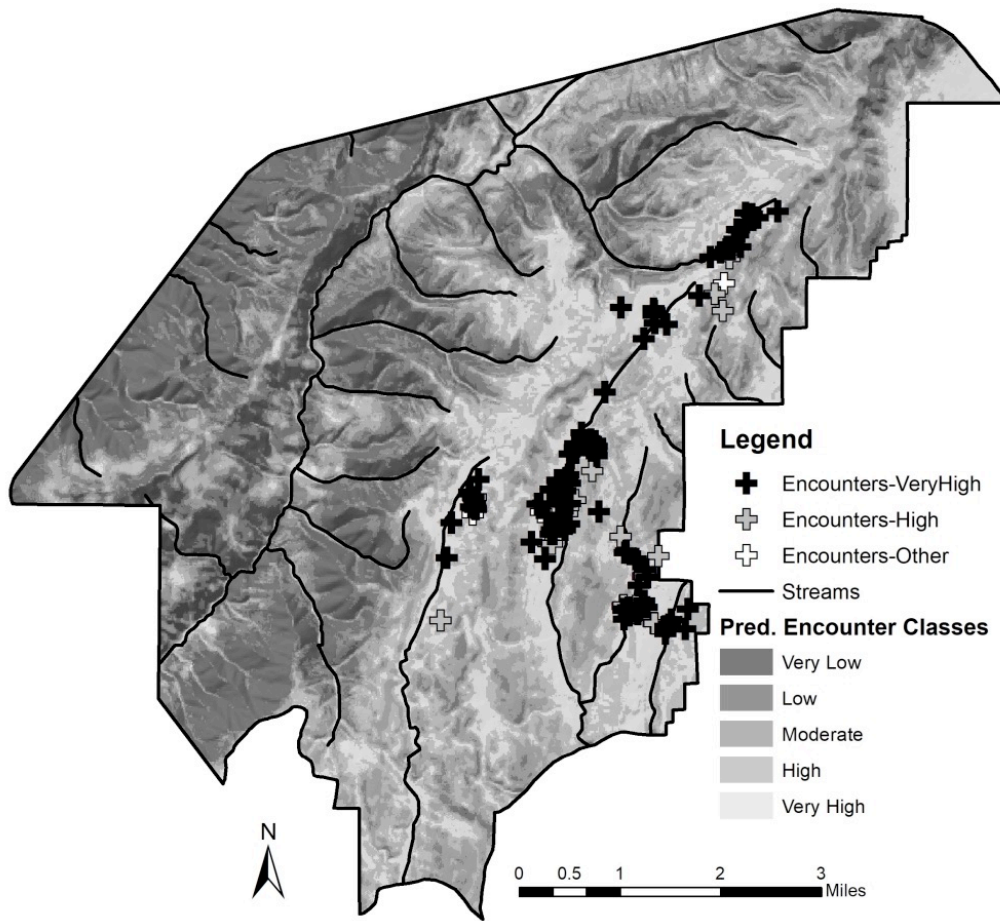 Legend
Encounters-VeryHigh
Encounters-High
Encounters-Other
Streams
Pred. Encounter Classes
Very Low
Low
Moderate
High
Very High
N
0 0.5 1 2 3
Miles